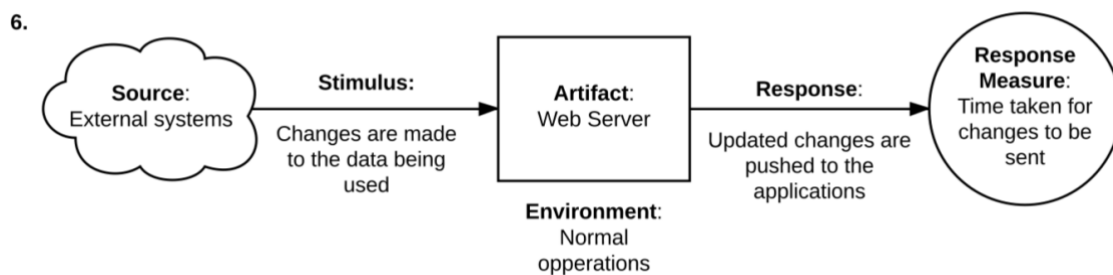 6.
Source:
External systems
Stimulus:
Changes are made
to the data being
used
Artifact:
Web Server
Environment:
Normal
opperations
Response:
Updated changes are
pushed to the
applications
Response
Measure:
Time taken for
changes to be
sent